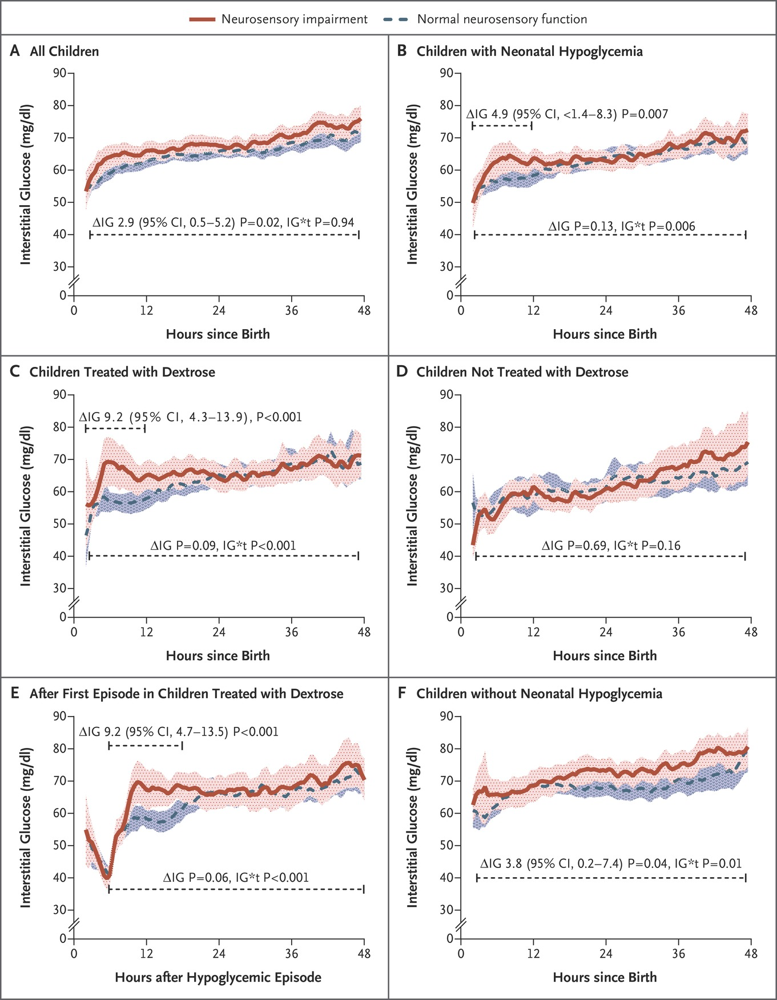 Neurosensory impairment Normal neurosensory function
A All Children
90
80
70
60
50
40
30
0
Interstitial Glucose (mg/dl)
ΔIG 2.9 (95% CI, 0.5–5.2) P=0.02, IG*t P=0.94
0 12 24 36 48
Hours since Birth
B Children with Neonatal Hypoglycemia
90
80
70
60
50
40
30
0
Interstitial Glucose (mg/dl)
ΔIG 4.9 (95% CI, <1.4–8.3) P=0.007
ΔIG P=0.13, IG*t P=0.006
0 12 24 36 48
Hours since Birth
C Children Treated with Dextrose
90
80
70
60
50
40
30
0
Interstitial Glucose (mg/dl)
ΔIG 9.2 (95% CI, 4.3–13.9), P<0.001
ΔIG P=0.09, IG*t P<0.001
0 12 24 36 48
Hours since Birth
D Children Not Treated with Dextrose
90
80
70
60
50
40
30
0
Interstitial Glucose (mg/dl)
ΔIG P=0.69, IG*t P=0.16
0 12 24 36 48
Hours since Birth
E After First Episode in Children Treated with Dextrose
90
80
70
60
50
40
30
0
Interstitial Glucose (mg/dl)
ΔIG 9.2 (95% CI, 4.7–13.5) P<0.001
ΔIG P=0.06, IG*t P<0.001
0 12 24 36 48
Hours after Hypoglycemic Episode
F Children without Neonatal Hypoglycemia
90
80
70
60
50
40
30
0
Interstitial Glucose (mg/dl)
ΔIG 3.8 (95% CI, 0.2–7.4) P=0.04, IG*t P=0.01
0 12 24 36 48
Hours since Birth